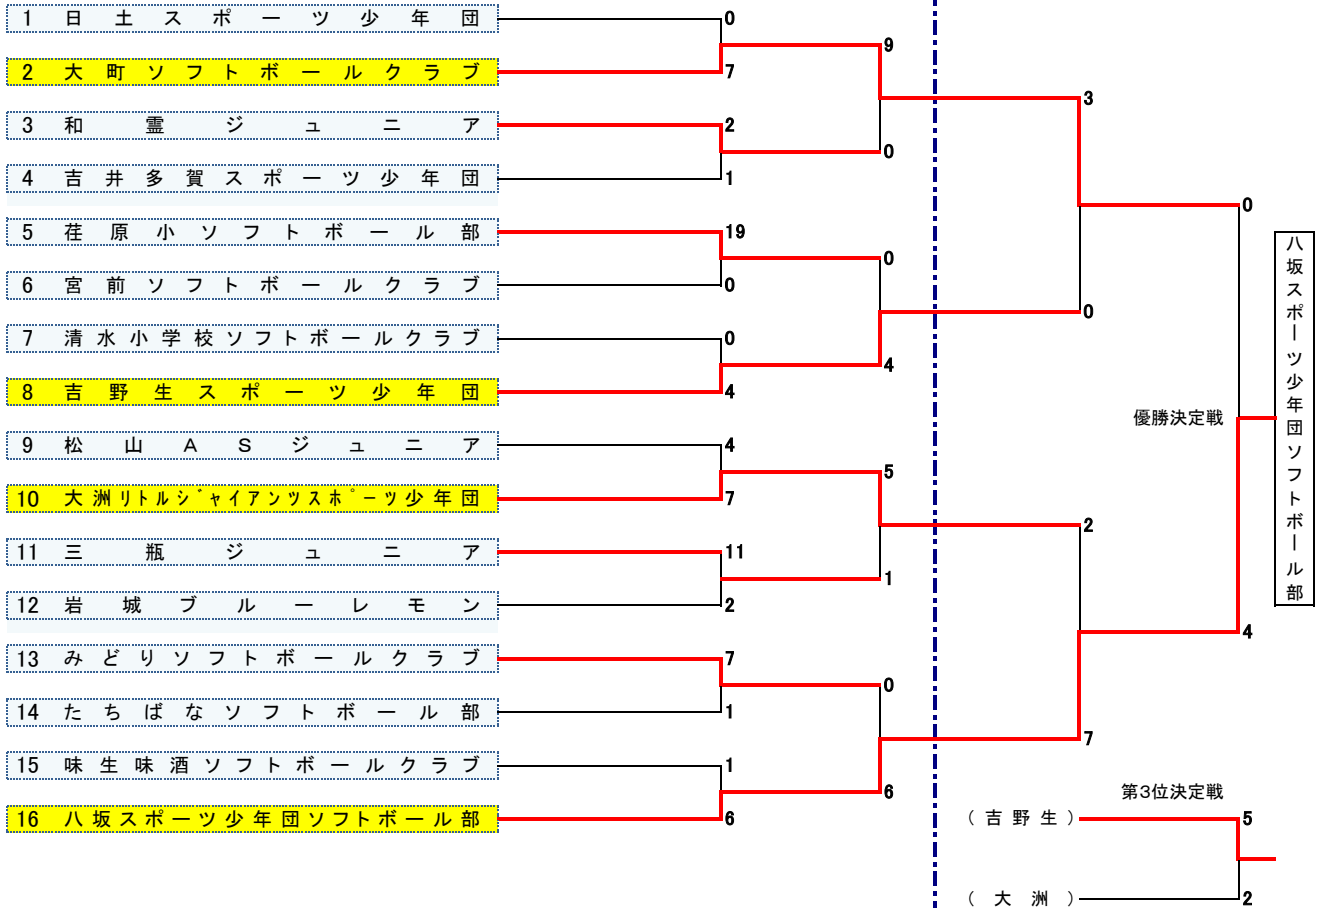 1 日土スポーツ少年団 0
9
2 大町ソフトボールクラブ 7
3
3 和霊ジュニア 2
0
4 吉井多賀スポーツ少年団 1
0
5 荏原小ソフトボール部 19
0
6 宮前ソフトボールクラブ 0
0
7 清水小学校ソフトボールクラブ 0
4
8 吉野生スポーツ少年団 4
優勝決定戦
八坂スポーツ少年団ソフトボール部
9 松山ASジュニア 4
5
10 大洲リトルジャイアンツスポーツ少年団 7
2
11 三瓶ジュニア 11
1
12 岩城ブルーレモン 2
4
13 みどりソフトボールクラブ 7
0
14 たちばなソフトボール部 1
7
15 味生味酒ソフトボールクラブ 1
6
16 八坂スポーツ少年団ソフトボール部 6
第3位決定戦
(吉野生) 5
(大洲) 2